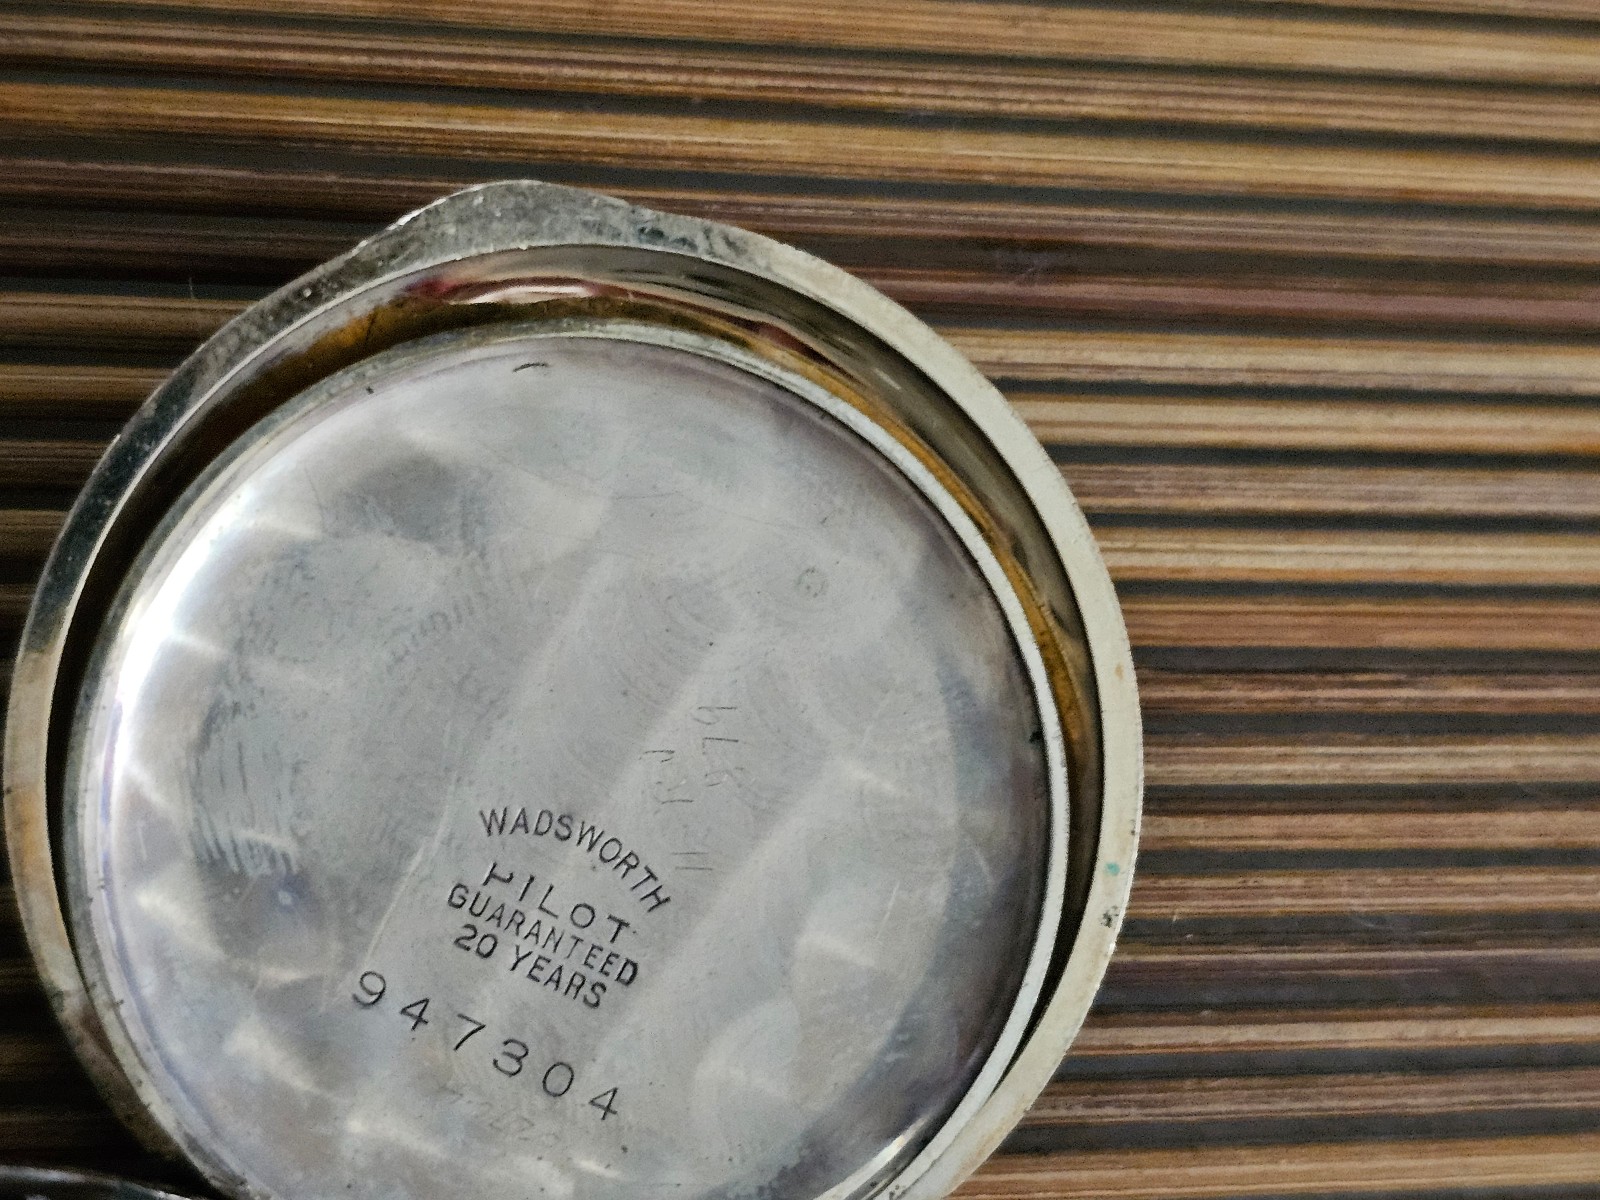 WADSWORTH
PILOT
GUARANTEED
20 YEARS
947304